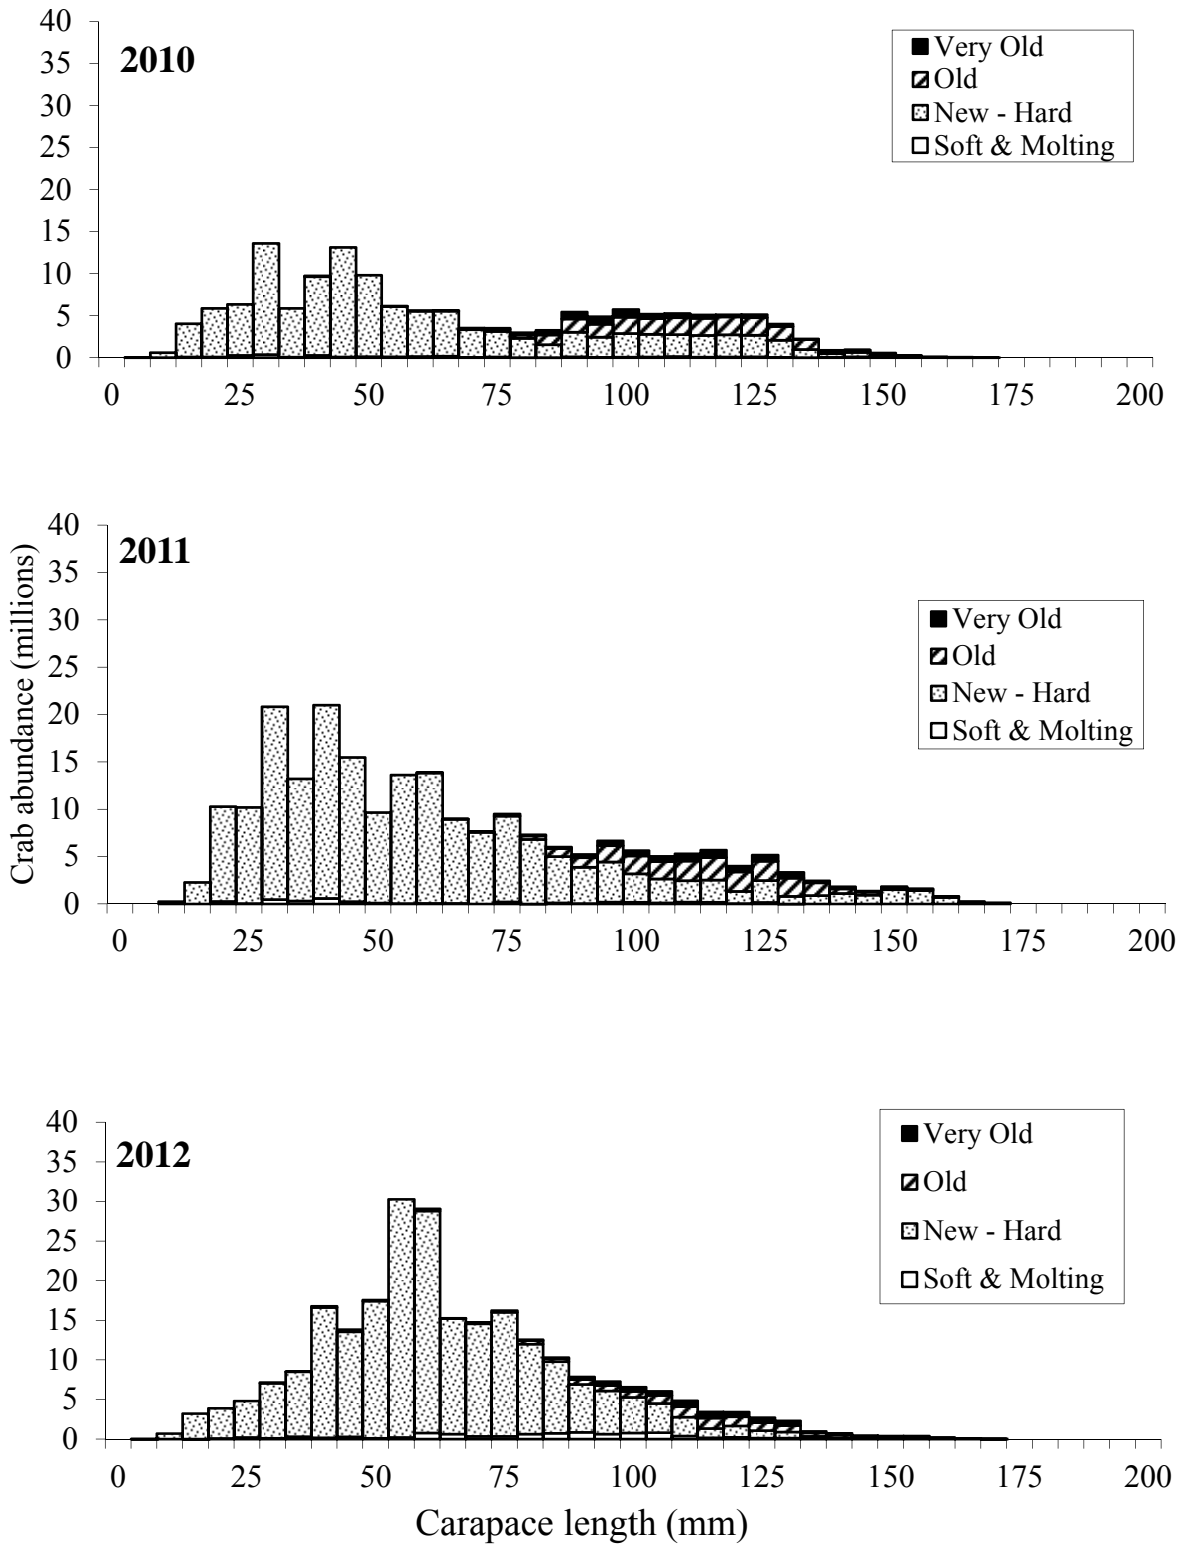 40
35
30
25
20
15
10
5
0
2010
Very Old
Old
New - Hard
Soft & Molting
0 25 50 75 100 125 150 175 200
Crab abundance (millions)
40
35
30
25
20
15
10
5
0
2011
Very Old
Old
New - Hard
Soft & Molting
0 25 50 75 100 125 150 175 200
40
35
30
25
20
15
10
5
0
2012
Very Old
Old
New - Hard
Soft & Molting
0 25 50 75 100 125 150 175 200
Carapace length (mm)